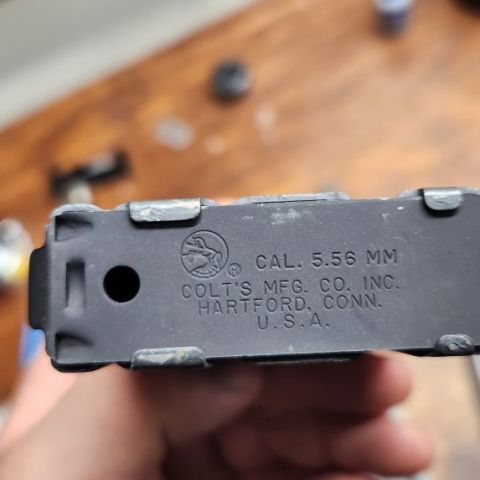 ® CAL. 5.56 MM
COLT'S MFG. CO. INC.
HARTFORD, CONN.
U.S.A.